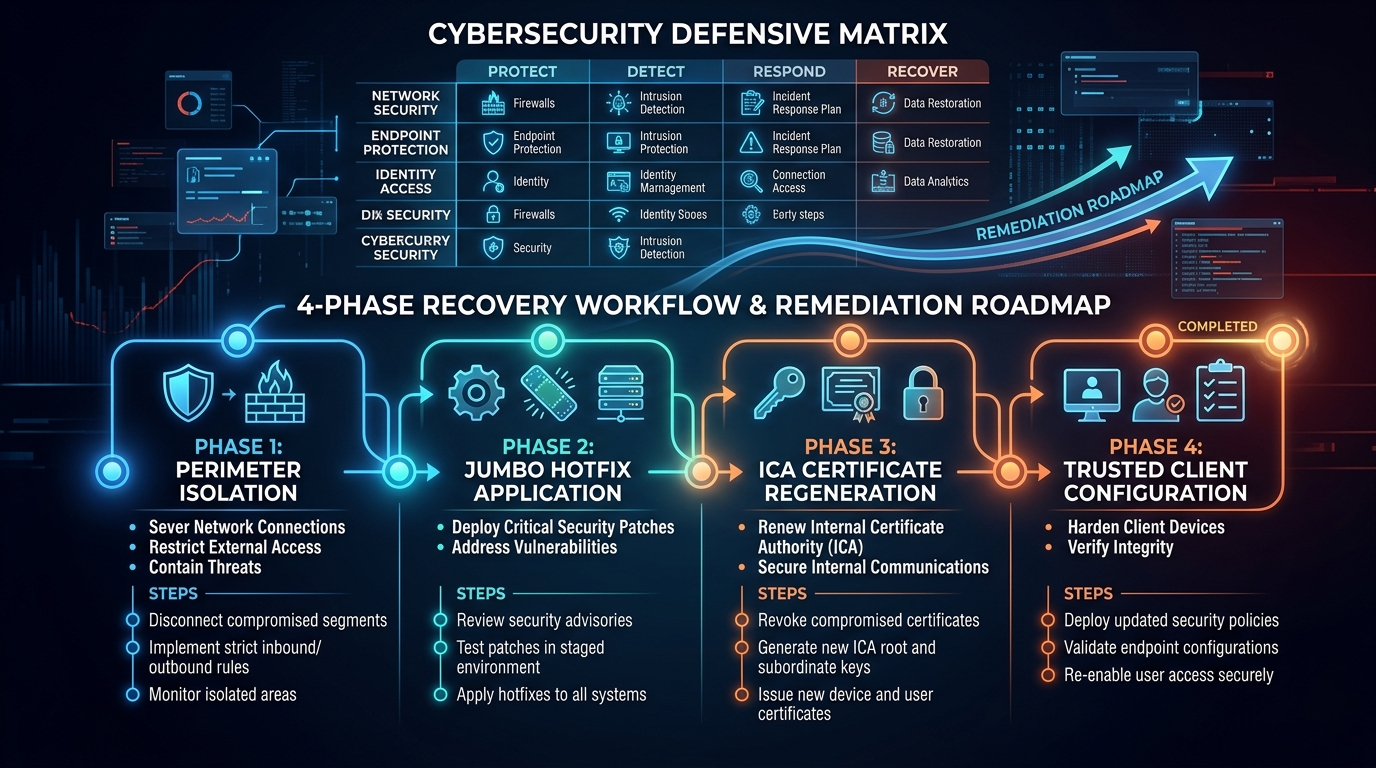 CYBERSECURITY DEFENSIVE MATRIX
PROTECT DETECT RESPOND RECOVER
NETWORK
SECURITY
Firewalls
Intrusion
Detection
Incident
Response Plan
Data Restoration
ENDPOINT
PROTECTION
Endpoint
Protection
Intrusion
Protection
Incident
Response Plan
Data Restoration
IDENTITY
ACCESS
Identity
Identity
Management
Connection
Access
Data Analytics
SECURITY
Firewalls
Identity Sooes
Eorty steps
CYBERCURRY
SECURITY
Security
Intrusion
Detection
REMEDIATION ROADMAP
4-PHASE RECOVERY WORKFLOW & REMEDIATION ROADMAP
COMPLETED
PHASE 1:
PERIMETER
ISOLATION
• Sever Network Connections
• Restrict External Access
• Contain Threats
STEPS
Disconnect compromised segments
Implement strict inbound/
outbound rules
Monitor isolated areas
PHASE 2:
JUMBO HOTFIX
APPLICATION
• Deploy Critical Security Patches
• Address Vulnerabilities
STEPS
Review security advisories
Test patches in staged
environment
Apply hotfixes to all systems
PHASE 3:
ICA CERTIFICATE
REGENERATION
• Renew Internal Certificate
Authority (ICA)
• Secure Internal Communications
STEPS
Revoke compromised certificates
Generate new ICA root and
subordinate keys
Issue new device and user
certificates
PHASE 4:
TRUSTED CLIENT
CONFIGURATION
• Harden Client Devices
• Verify Integrity
STEPS
Deploy updated security policies
Validate endpoint configurations
Re-enable user access securely